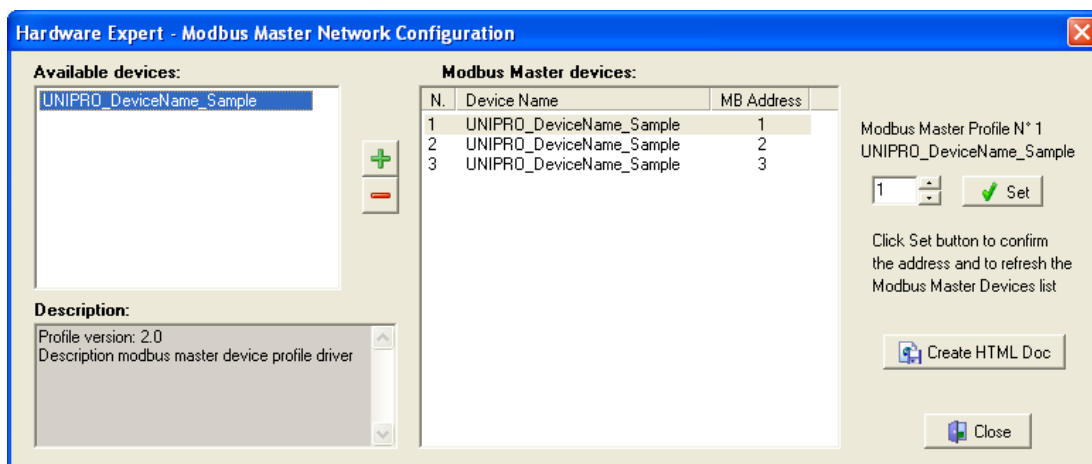 Hardware Expert - Modbus Master Network Configuration
Available devices:
UNIPRO_DeviceName_Sample
Description:
Profile version: 2.0
Description modbus master device profile driver
Modbus Master devices:
N. Device Name MB Address
1 UNIPRO_DeviceName_Sample 1
2 UNIPRO_DeviceName_Sample 2
3 UNIPRO_DeviceName_Sample 3
Modbus Master Profile N° 1
UNIPRO_DeviceName_Sample
1 Set
Click Set button to confirm
the address and to refresh the
Modbus Master Devices list
Create HTML Doc
Close